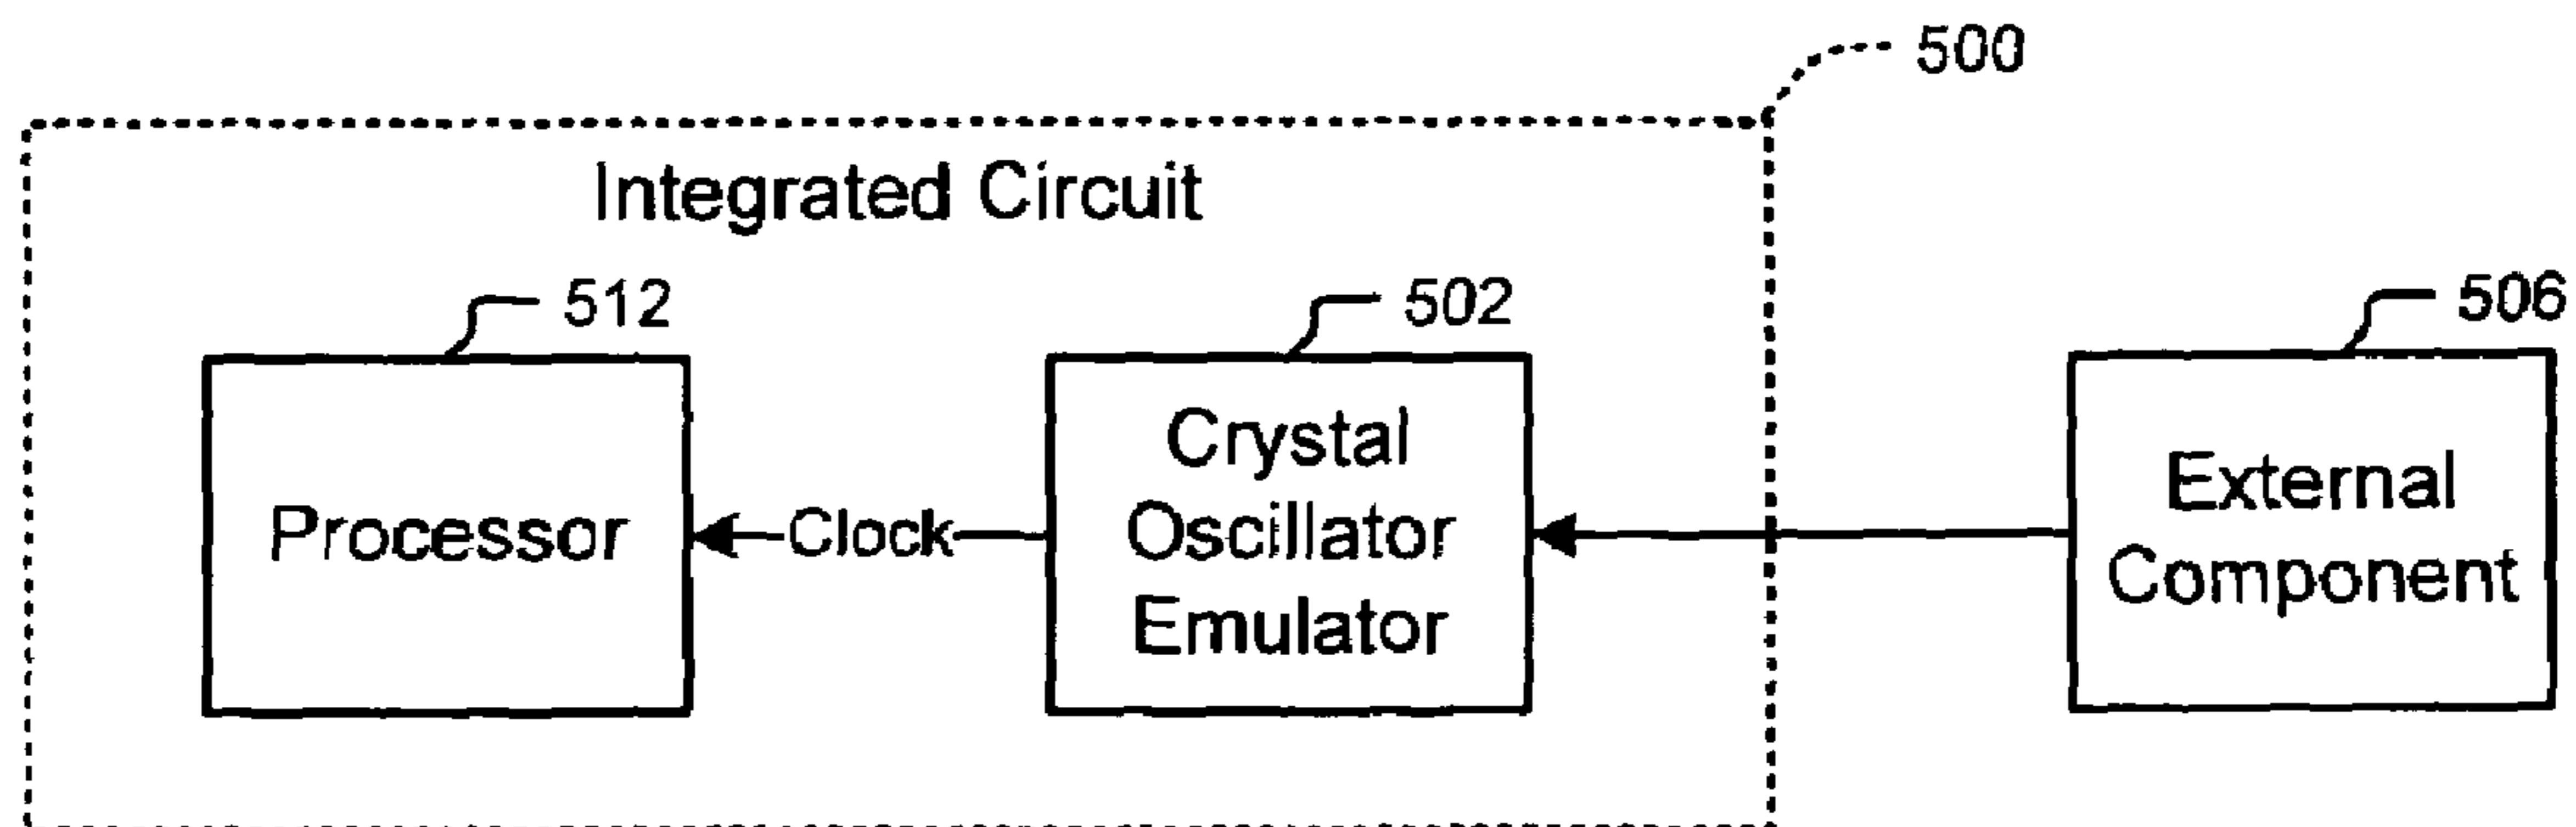 500
Integrated Circuit
512
502
506
Processor
Clock
Crystal
Oscillator
Emulator
External
Component